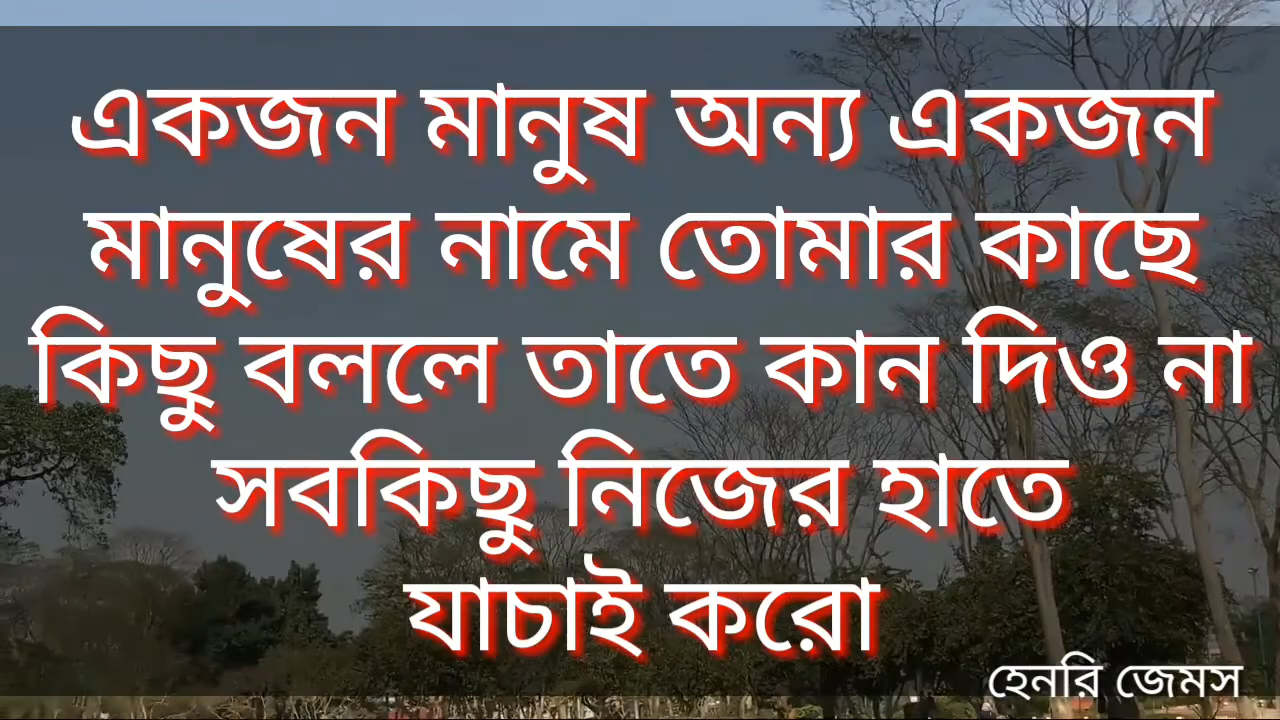 একজন মানুষ অন্য একজন
মানুষের নামে তোমার কাছে
কিছু বললে তাতে কান দিও না
সবকিছু নিজের হাতে
যাচাই করো
হেনরি জেমস